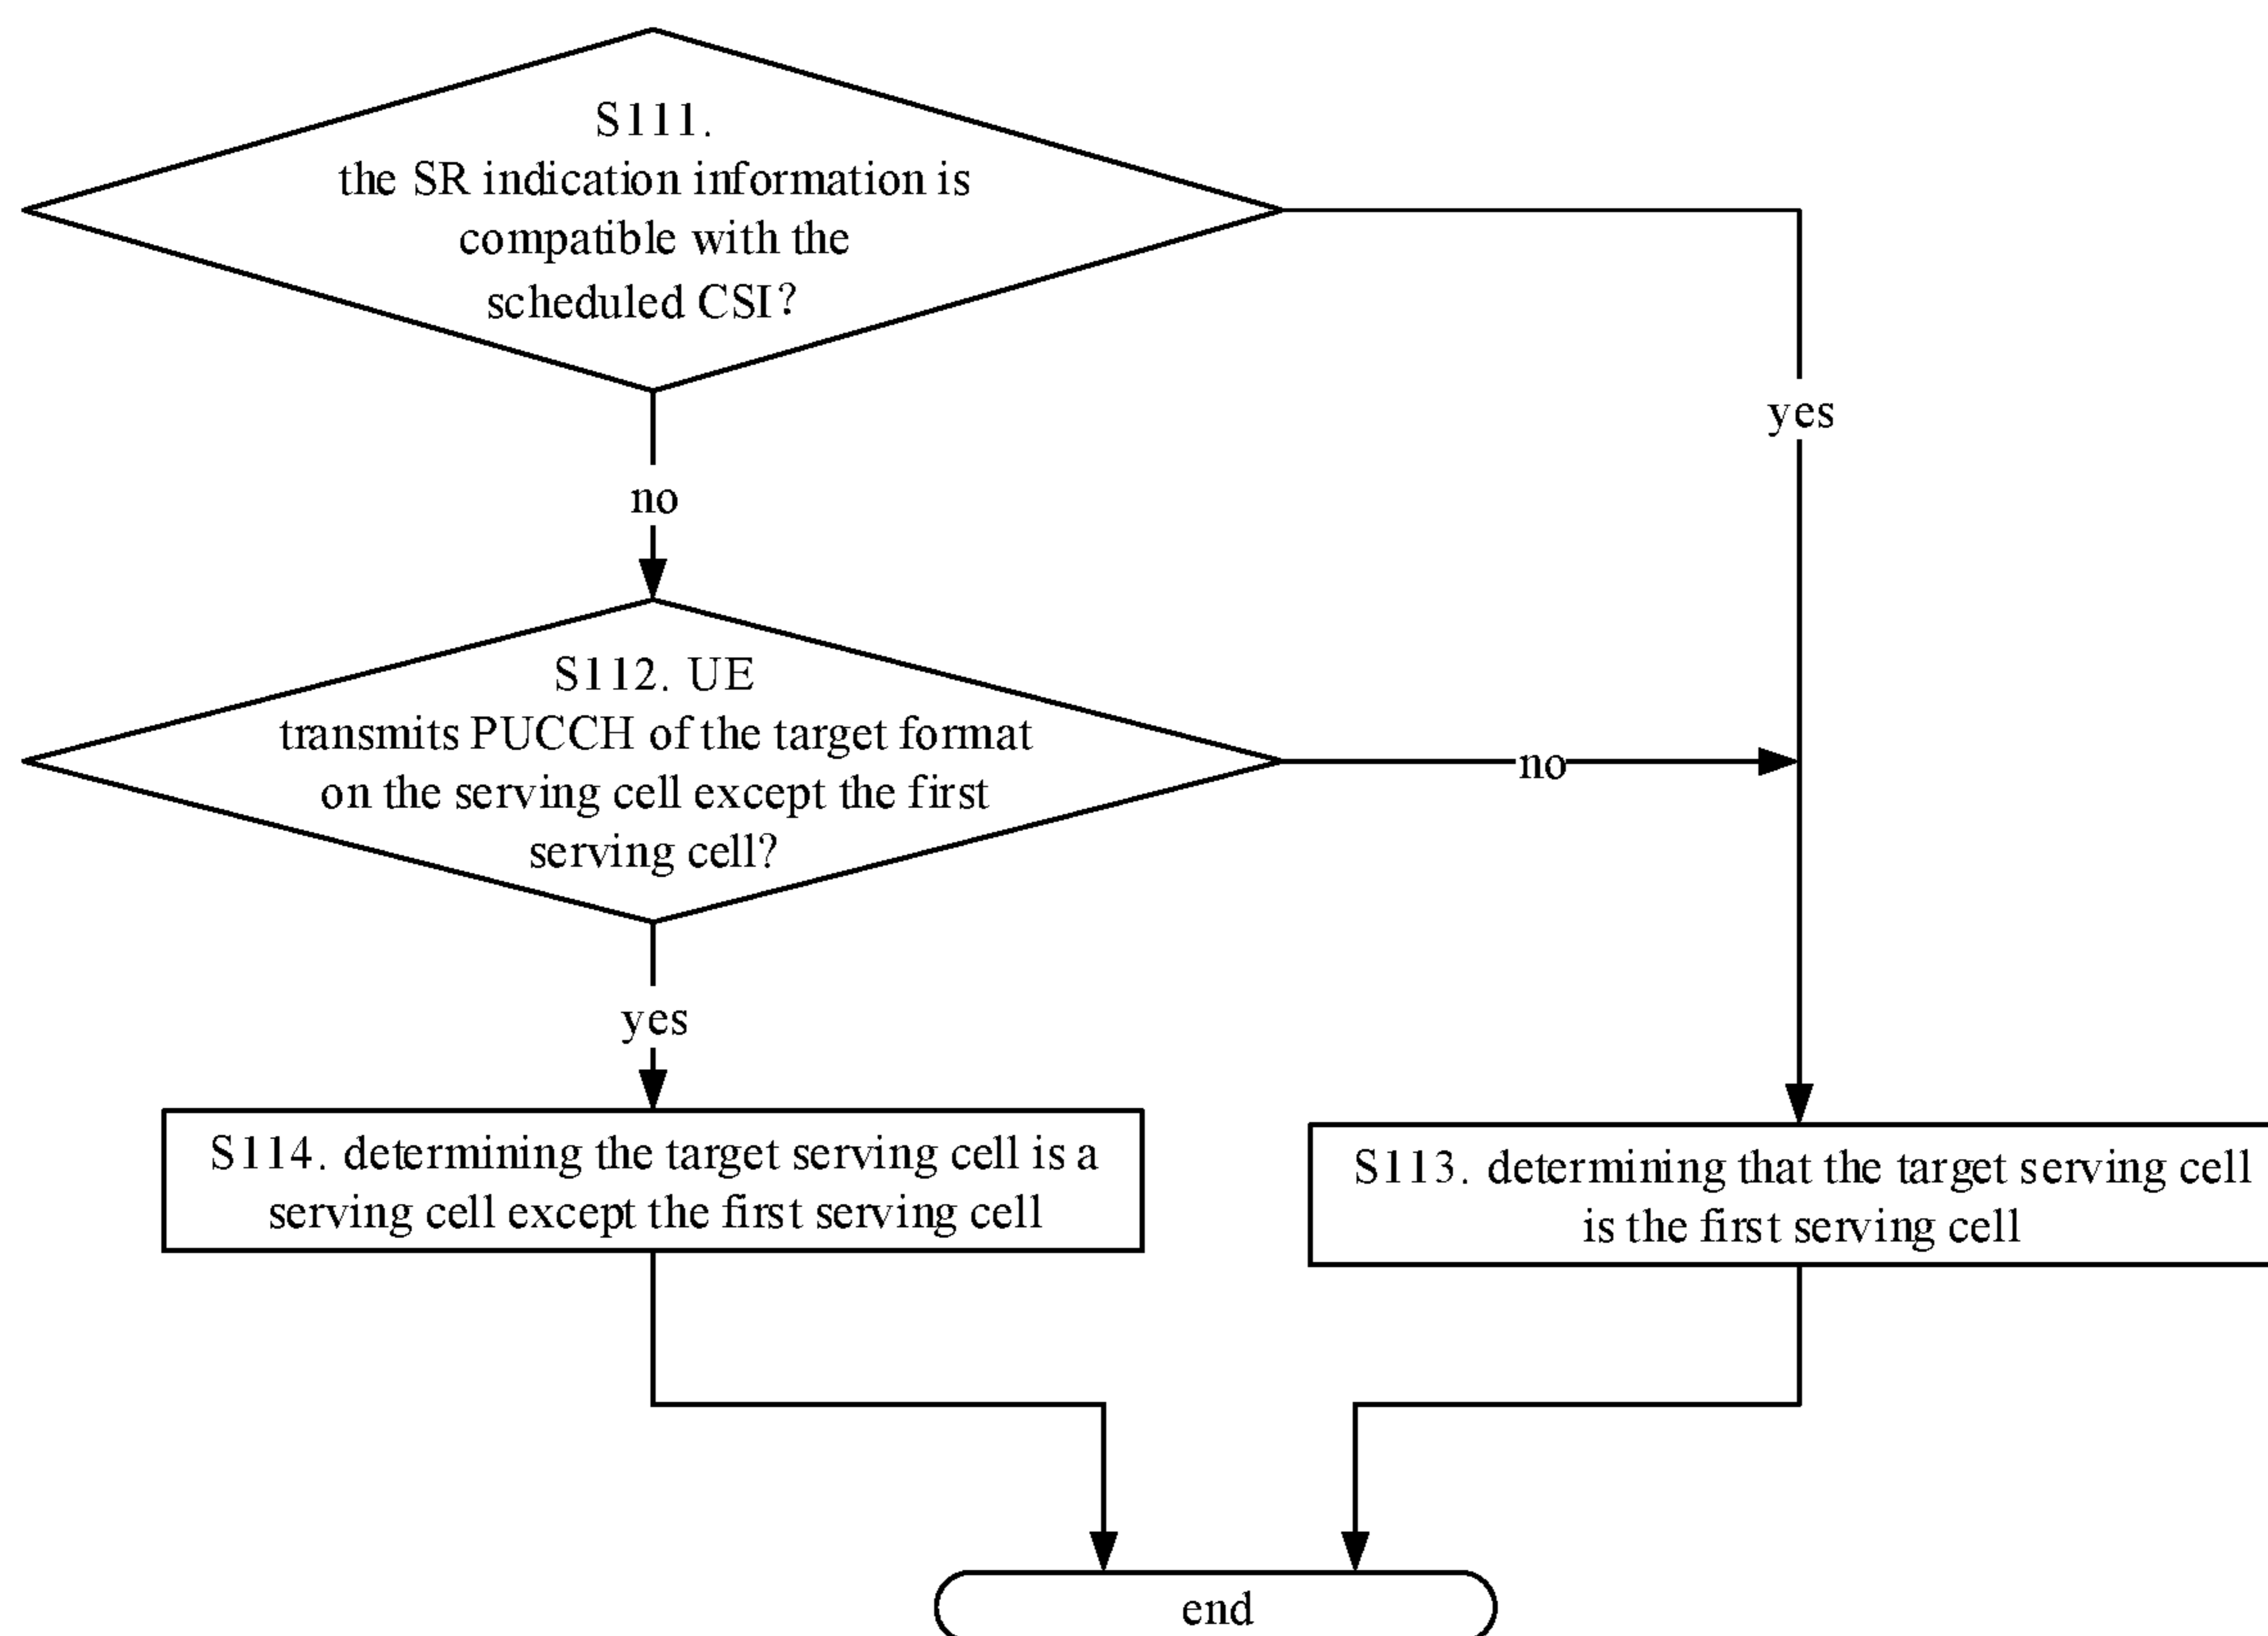 S111.
the SR indication information is
compatible with the
scheduled CSI?
yes
no
S112. UE
transmits PUCCH of the target format
on the serving cell except the first
serving cell?
no
yes
S114. determining the target serving cell is a
serving cell except the first serving cell
S113. determining that the target serving cell
is the first serving cell
end